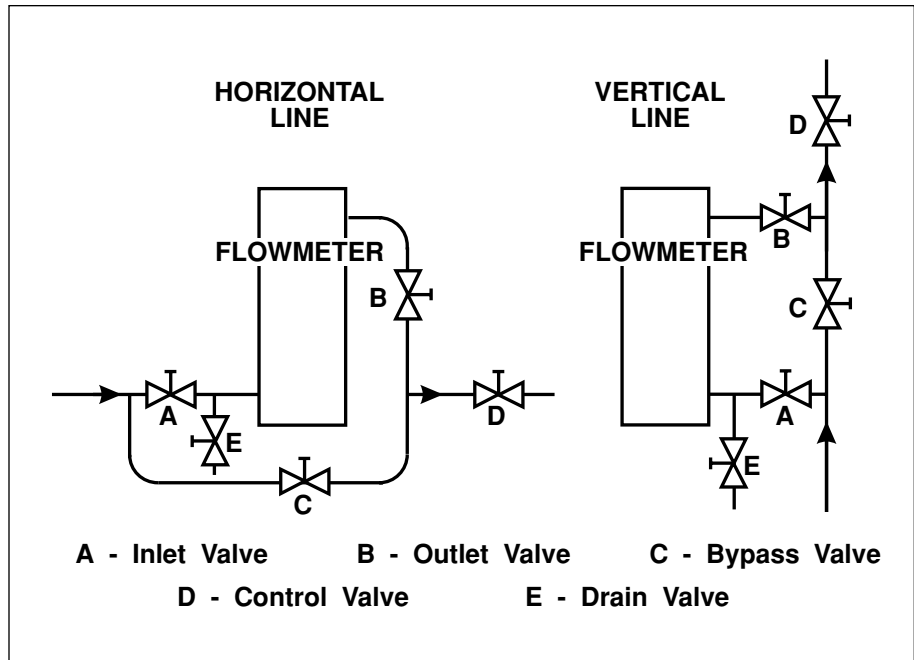 HORIZONTAL
LINE
FLOWMETER
B
A
E
D
C
VERTICAL
LINE
D
B
FLOWMETER
C
A
E
A - Inlet Valve B - Outlet Valve C - Bypass Valve
D - Control Valve E - Drain Valve